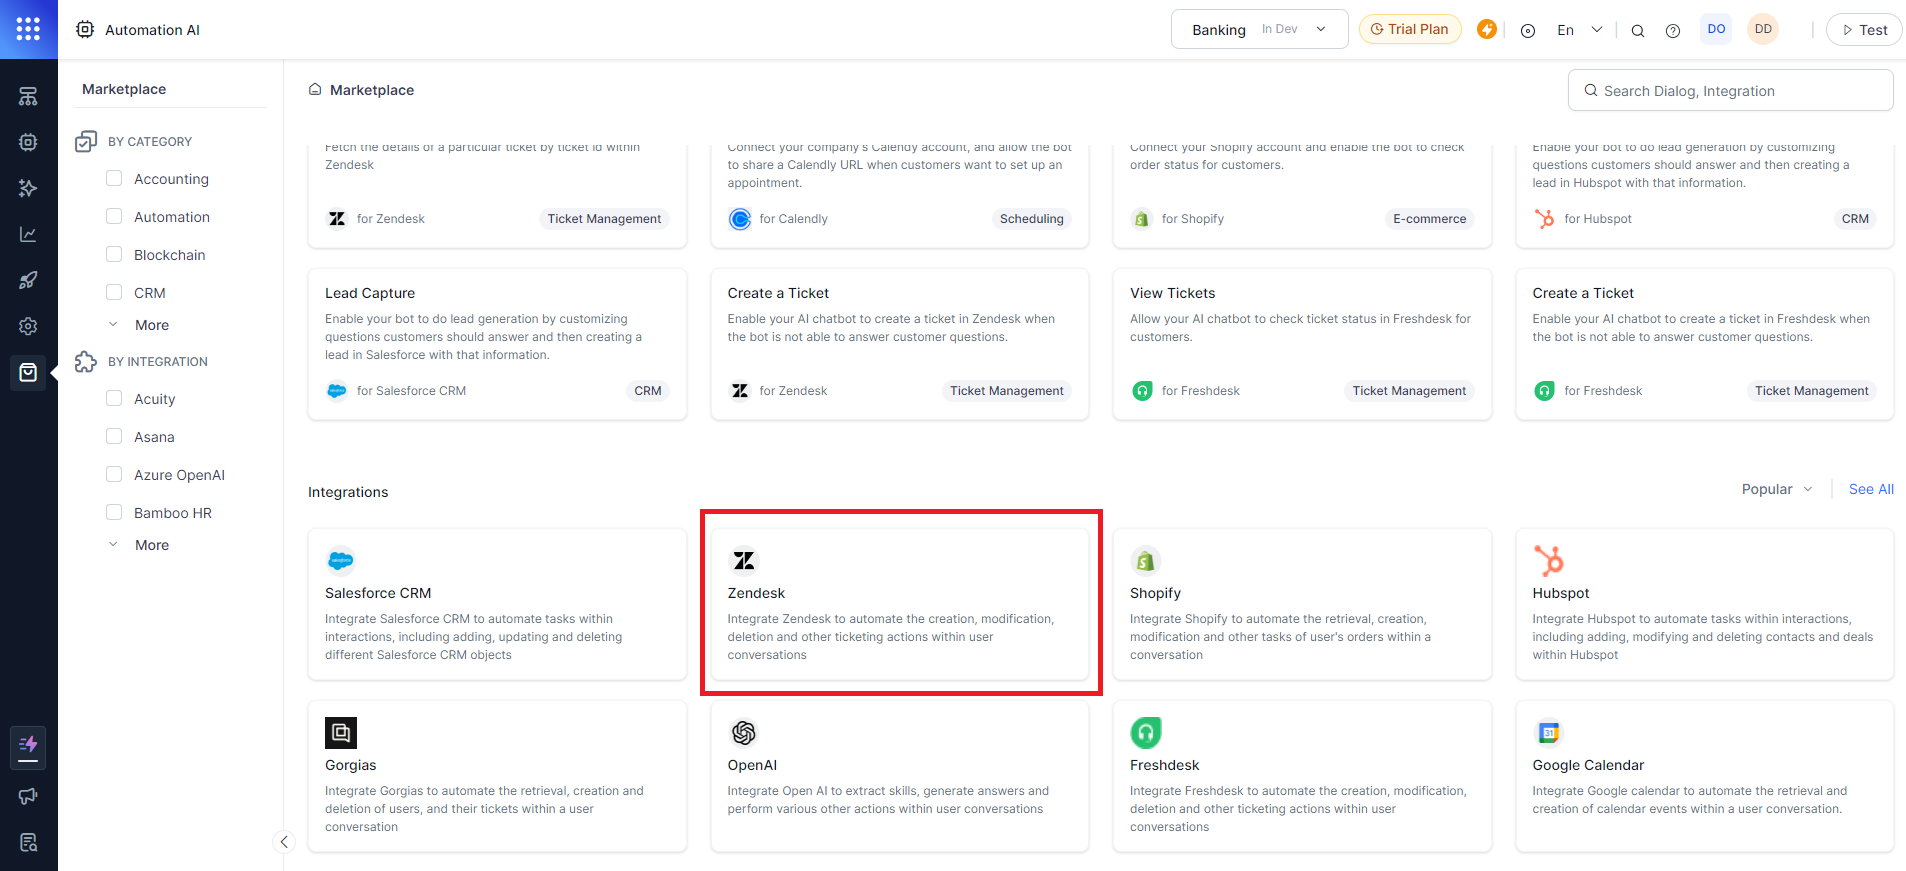 Automation AI
Banking In Dev
Trial Plan
En
DO
DD
Test
Marketplace
BY CATEGORY
Accounting
Automation
Blockchain
CRM
More
BY INTEGRATION
Acuity
Asana
Azure OpenAI
Bamboo HR
More
Marketplace
Search Dialog, Integration
Fetch the details of a particular ticket by ticket id within
Zendesk
for Zendesk
Ticket Management
Connect your company's Calendy account, and allow the bot
to share a Calendly URL when customers want to set up an
appointment.
for Calendly
Scheduling
Connect your Shopify account and enable the bot to check
order status for customers.
for Shopify
E-commerce
Enable your bot to do lead generation by customizing
questions customers should answer and then creating a
lead in Hubspot with that information.
for Hubspot
CRM
Lead Capture
Enable your bot to do lead generation by customizing
questions customers should answer and then creating a
lead in Salesforce with that information.
for Salesforce CRM
CRM
Create a Ticket
Enable your AI chatbot to create a ticket in Zendesk when
the bot is not able to answer customer questions.
for Zendesk
Ticket Management
View Tickets
Allow your AI chatbot to check ticket status in Freshdesk for
customers.
for Freshdesk
Ticket Management
Create a Ticket
Enable your AI chatbot to create a ticket in Freshdesk when
the bot is not able to answer customer questions.
for Freshdesk
Ticket Management
Integrations
Popular
See All
Salesforce CRM
Integrate Salesforce CRM to automate tasks within
interactions, including adding, updating and deleting
different Salesforce CRM objects
Zendesk
Integrate Zendesk to automate the creation, modification,
deletion and other ticketing actions within user
conversations
Shopify
Integrate Shopify to automate the retrieval, creation,
modification and other tasks of user's orders within a
conversation
Hubspot
Integrate Hubspot to automate tasks within interactions,
including adding, modifying and deleting contacts and deals
within Hubspot
Gorgias
Integrate Gorgias to automate the retrieval, creation and
deletion of users, and their tickets within a user
conversation
OpenAI
Integrate Open AI to extract skills, generate answers and
perform various other actions within user conversations
Freshdesk
Integrate Freshdesk to automate the creation, modification,
deletion and other ticketing actions within user
conversations
31
Google Calendar
Integrate Google calendar to automate the retrieval and
creation of calendar events within a user conversation.